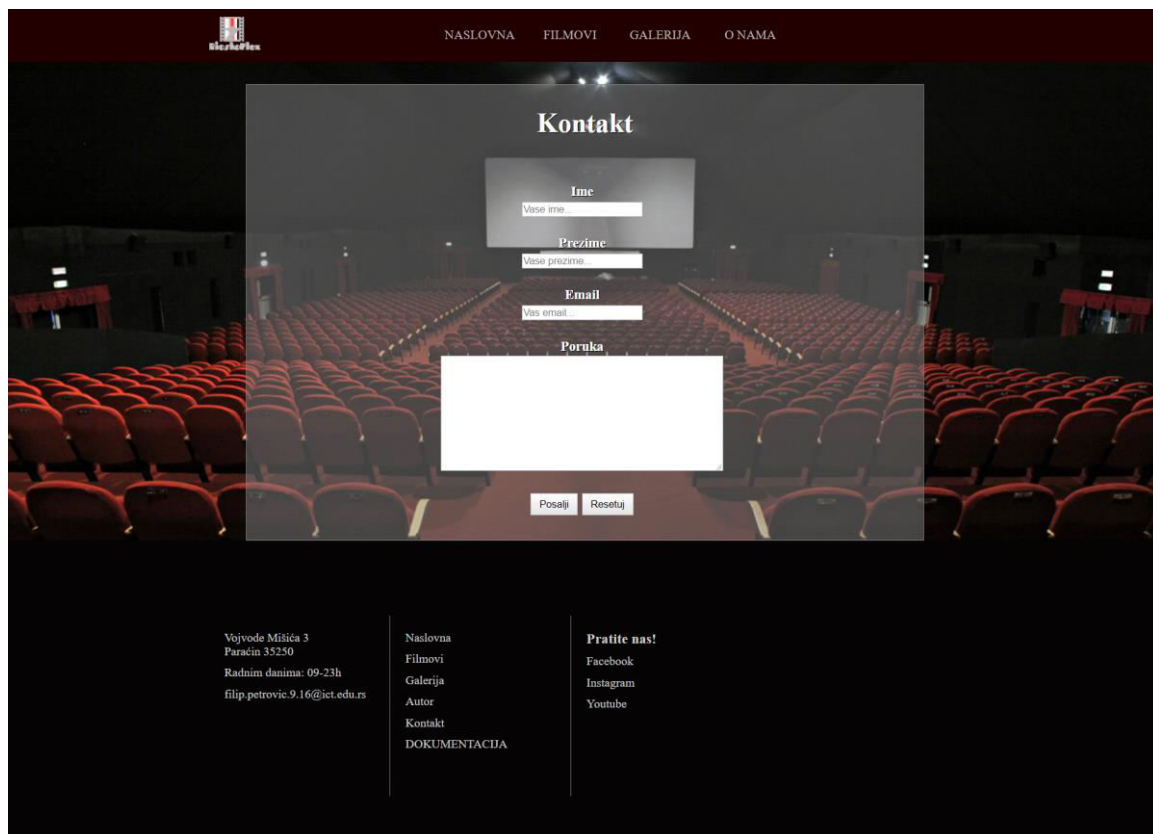 BioskoPlex
NASLOVNA FILMOVI GALERIJA O NAMA
Kontakt
Ime
Vase ime...
Prezime
Vase prezime...
Email
Vas email...
Poruka
Posalji Resetuj
Vojvode Mišića 3
Paraćin 35250
Radnim danima: 09-23h
filip.petrovic.9.16@ict.edu.rs
Naslovna
Filmovi
Galerija
Autor
Kontakt
DOKUMENTACIJA
Pratite nas!
Facebook
Instagram
Youtube